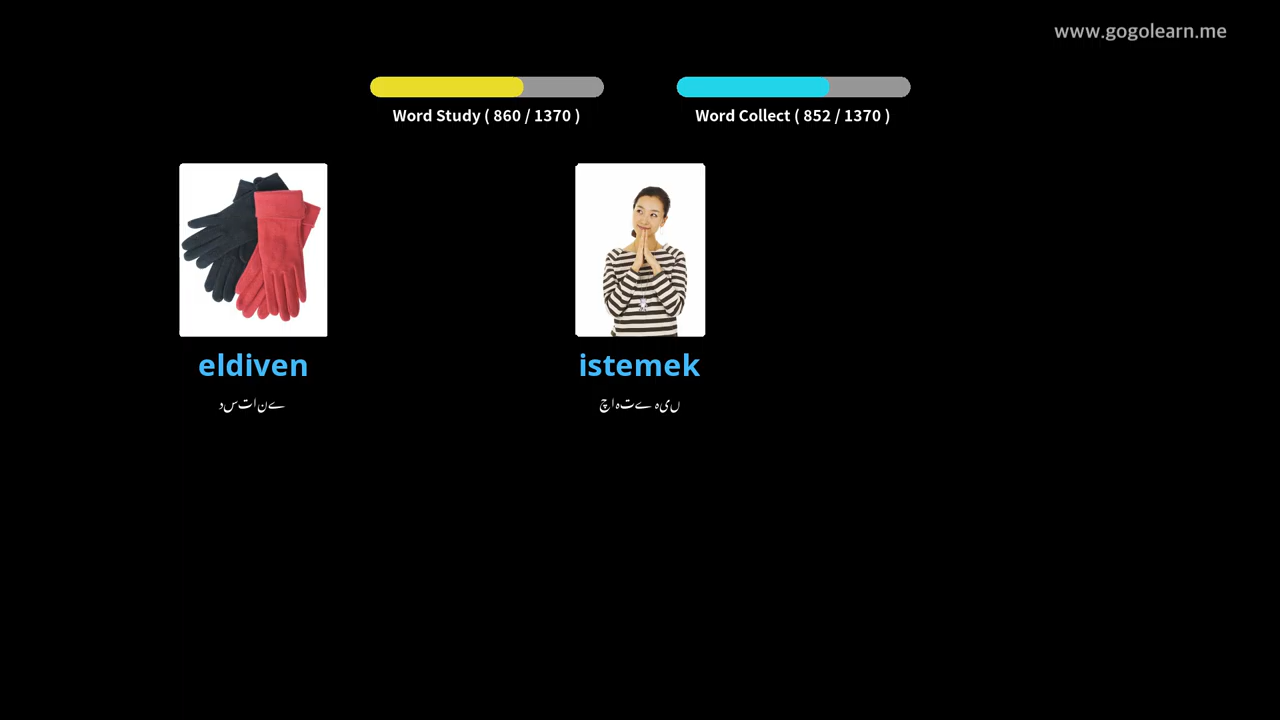 www.gogolearn.me
Word Study ( 860 / 1370 )
Word Collect ( 852 / 1370 )
eldiven
دستانے
istemek
چاہتے ہیں